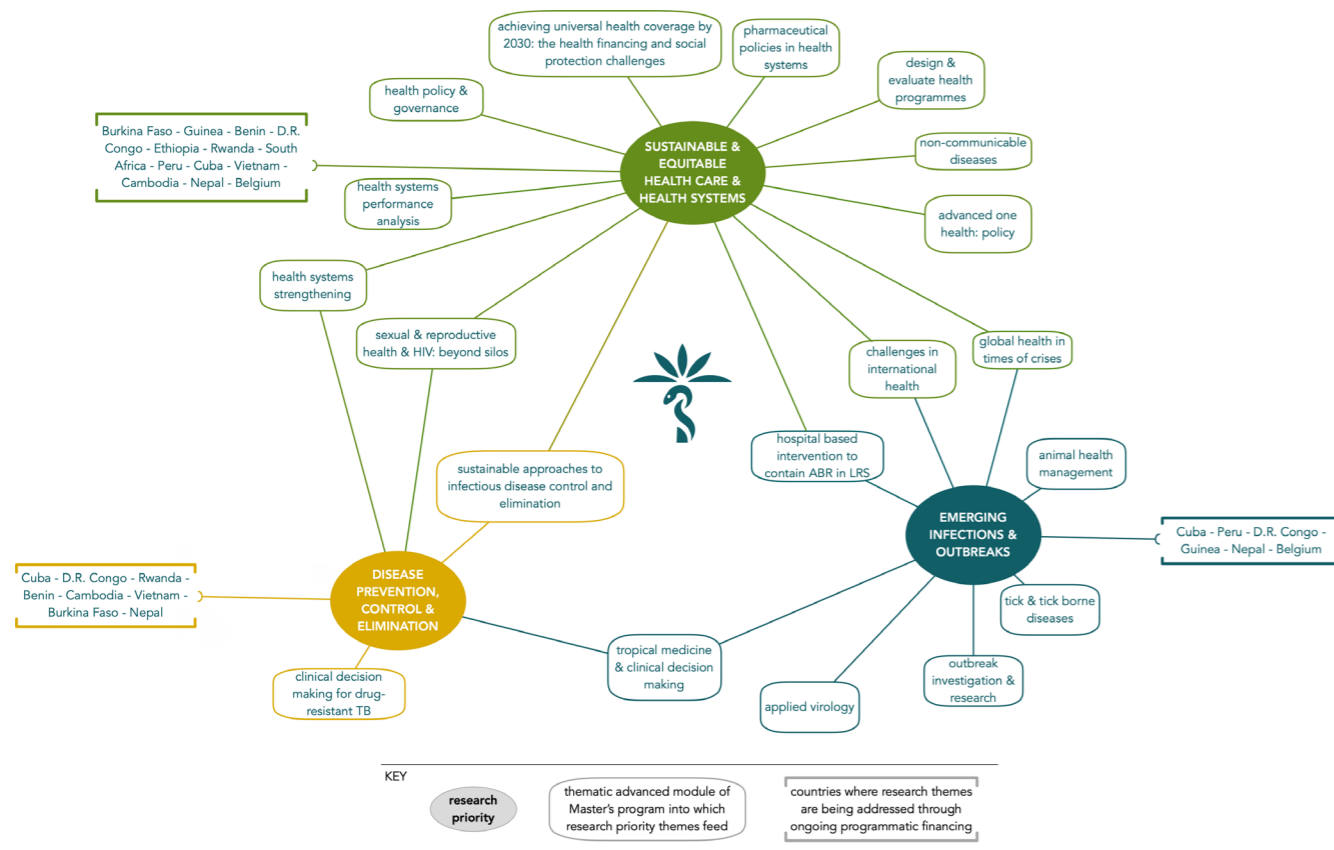 achieving universal health coverage by
2030: the health financing and social
protection challenges
pharmaceutical
policies in health
systems
design &
evaluate health
programmes
health policy &
governance
Burkina Faso - Guinea - Benin - D.R.
Congo - Ethiopia - Rwanda - South
Africa - Peru - Cuba - Vietnam -
Cambodia - Nepal - Belgium
SUSTAINABLE &
EQUITABLE
HEALTH CARE &
HEALTH SYSTEMS
non-communicable
diseases
health systems
performance
analysis
advanced one
health: policy
health systems
strengthening
sexual & reproductive
health & HIV: beyond silos
challenges in
international
health
global health in
times of crises
hospital based
intervention to
contain ABR in LRS
animal health
management
sustainable approaches to
infectious disease control and
elimination
EMERGING
INFECTIONS &
OUTBREAKS
Cuba - Peru - D.R. Congo -
Guinea - Nepal - Belgium
Cuba - D.R. Congo - Rwanda -
Benin - Cambodia - Vietnam -
Burkina Faso - Nepal
DISEASE
PREVENTION,
CONTROL &
ELIMINATION
tick & tick borne
diseases
tropical medicine
& clinical decision
making
outbreak
investigation &
research
clinical decision
making for drug-
resistant TB
applied virology
KEY
research
priority
thematic advanced module of
Master's program into which
research priority themes feed
countries where research themes
are being addressed through
ongoing programmatic financing